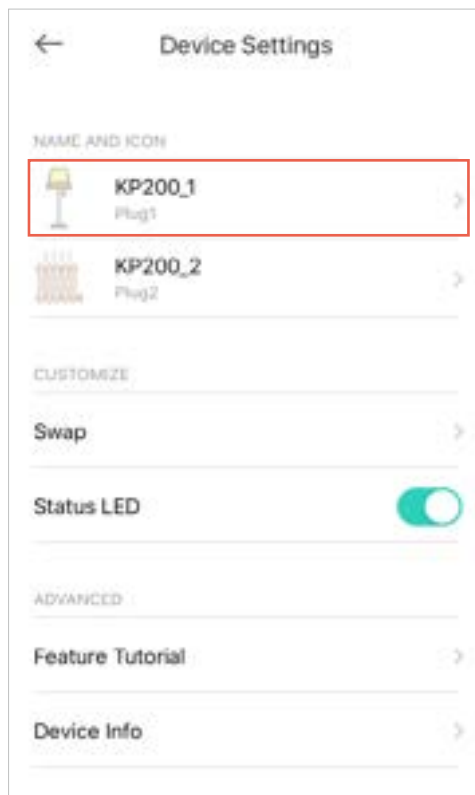 Device Settings
NAME AND ICON
KP200_1
Plug1
KP200_2
Plug2
CUSTOMIZE
Swap
Status LED
ADVANCED
Feature Tutorial
Device Info